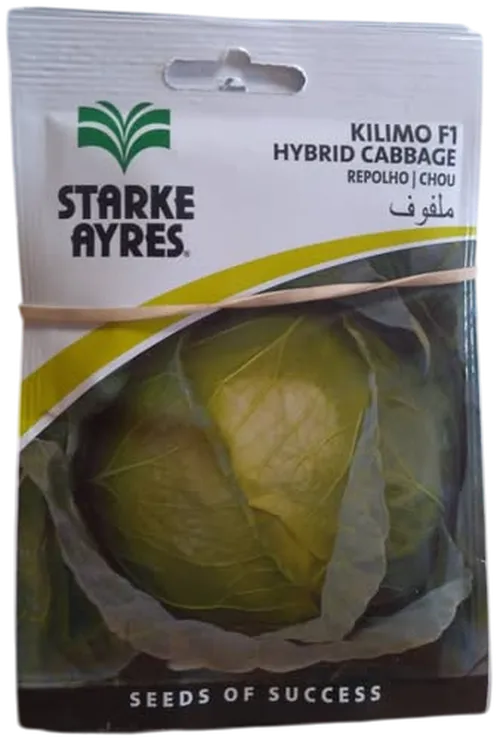 KILIMO F1
HYBRID CABBAGE
REPOLHO | CHOU
ملفوف
STARKE
AYRES®
SEEDS OF SUCCESS